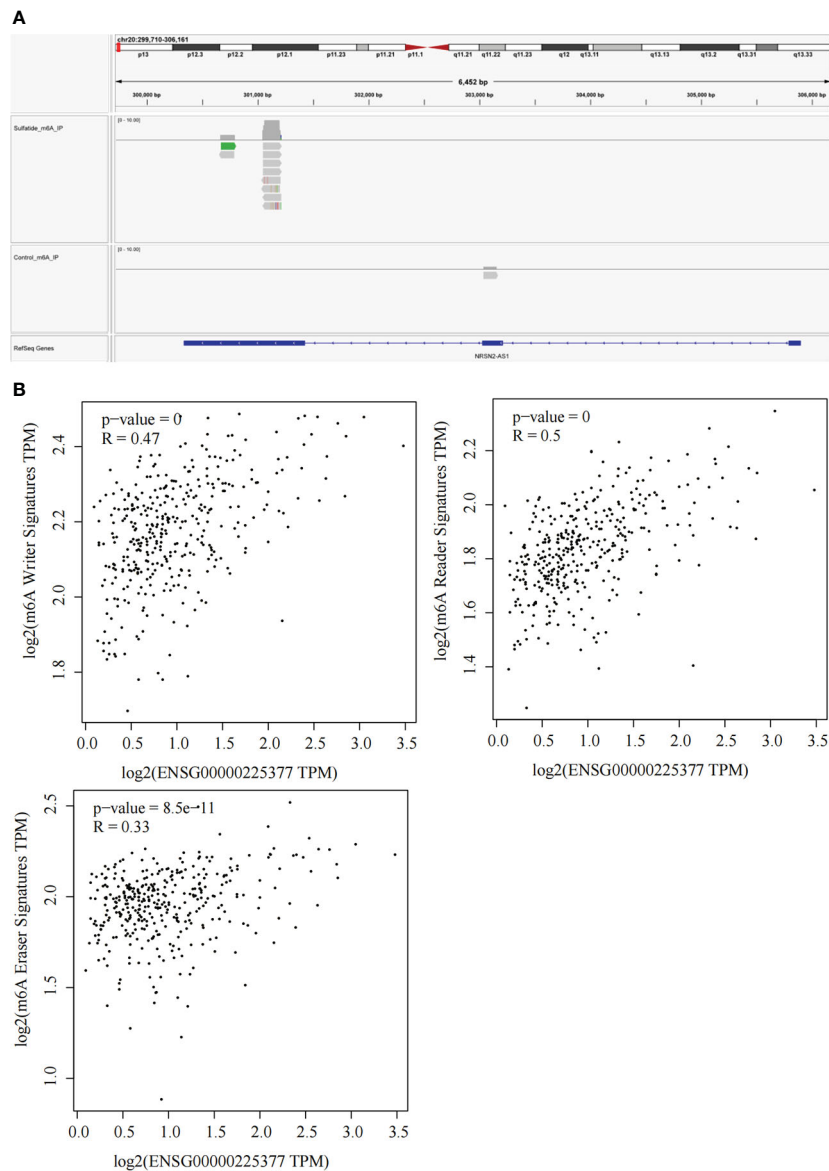 A
chr20:299,710-306,161
p13 p12.3 p12.2 p12.1 p11.23 p11.21 p11.1 q11.21 q11.22 q11.23 q12 q13.11 q13.13 q13.2 q13.31 q13.33
6,452 bp
300,000 bp 301,000 bp 302,000 bp 303,000 bp 304,000 bp 305,000 bp 306,000 bp
[0 - 10.00]
Sulfatide_m6A_IP
[0 - 10.00]
Control_m6A_IP
RefSeq Genes
NRSN2-AS1
B
p−value = 0
R = 0.47
log2(m6A Writer Signatures TPM)
2.4
2.2
2.0
1.8
0.0 0.5 1.0 1.5 2.0 2.5 3.0 3.5
log2(ENSG00000225377 TPM)
p−value = 0
R = 0.5
log2(m6A Reader Signatures TPM)
2.2
2.0
1.8
1.6
1.4
0.0 0.5 1.0 1.5 2.0 2.5 3.0 3.5
log2(ENSG00000225377 TPM)
p−value = 8.5e−11
R = 0.33
log2(m6A Eraser Signatures TPM)
2.5
2.0
1.5
1.0
0.0 0.5 1.0 1.5 2.0 2.5 3.0 3.5
log2(ENSG00000225377 TPM)